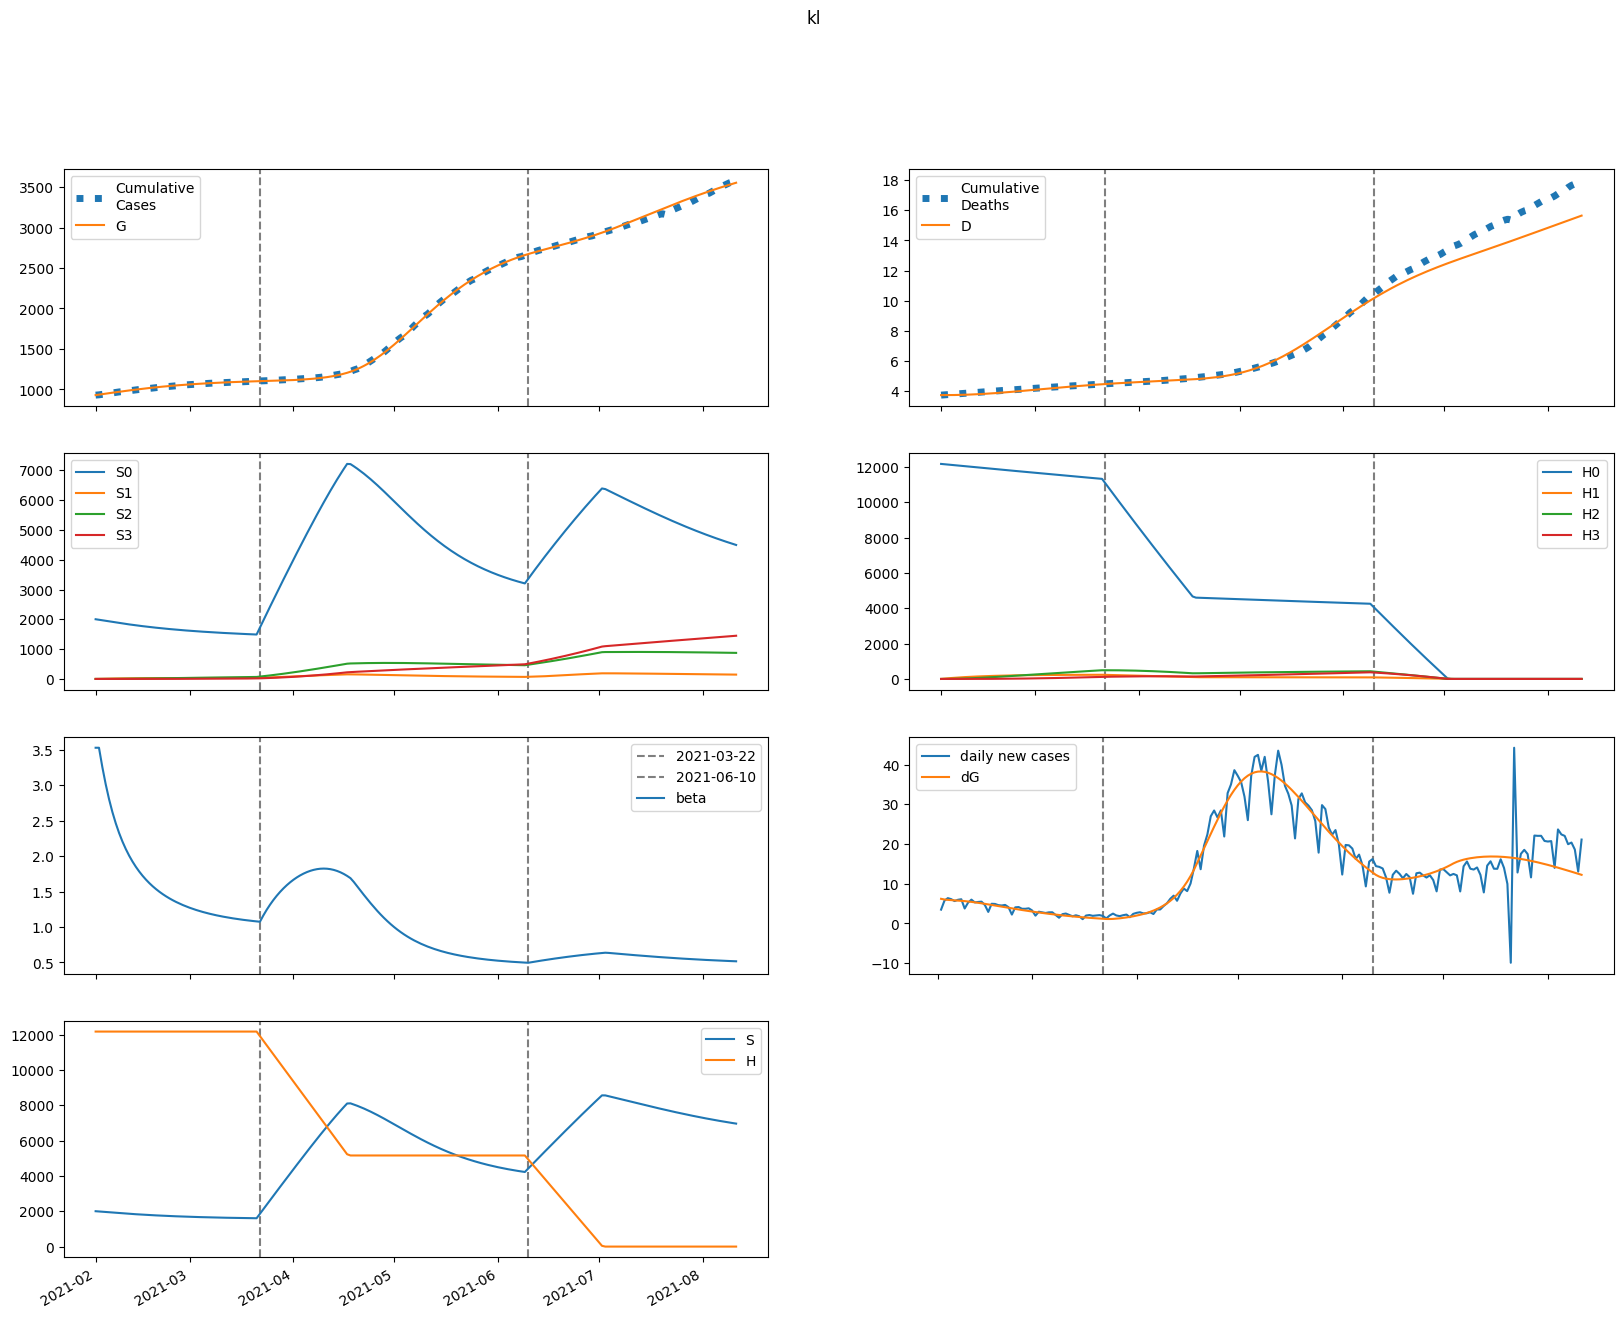 kl
3500
3000
2500
2000
1500
1000
Cumulative
Cases
G
18
16
14
12
10
8
6
4
Cumulative
Deaths
D
7000
6000
5000
4000
3000
2000
1000
0
S0
S1
S2
S3
12000
10000
8000
6000
4000
2000
0
H0
H1
H2
H3
3.5
3.0
2.5
2.0
1.5
1.0
0.5
2021-03-22
2021-06-10
beta
40
30
20
10
0
−10
daily new cases
dG
12000
10000
8000
6000
4000
2000
0
S
H
2021-02
2021-03
2021-04
2021-05
2021-06
2021-07
2021-08